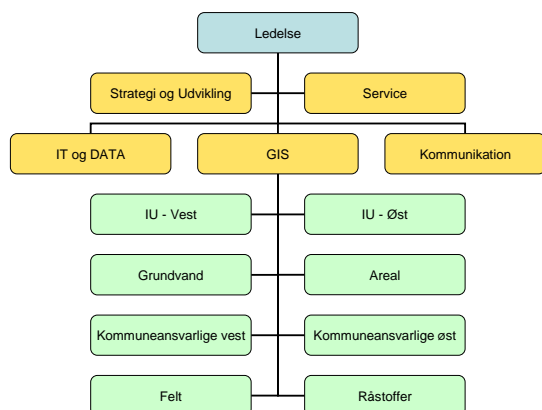 Ledelse
Strategi og Udvikling
Service
IT og DATA
GIS
Kommunikation
IU - Vest
IU - Øst
Grundvand
Areal
Kommuneansvarlige vest
Kommuneansvarlige øst
Felt
Råstoffer